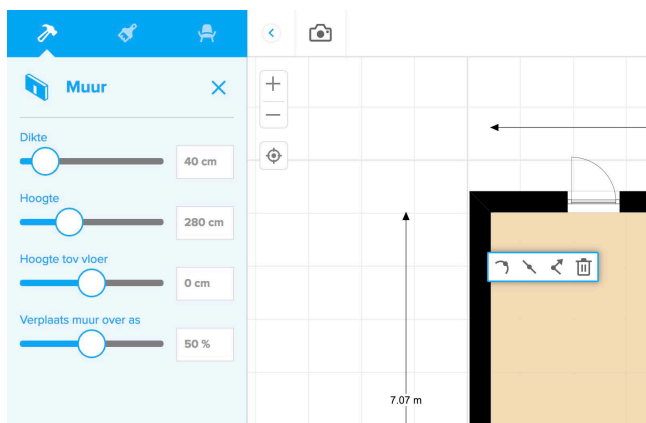 Muur
Dikte
40 cm
Hoogte
280 cm
Hoogte tov vloer
0 cm
Verplaats muur over as
50 %
7.07 m